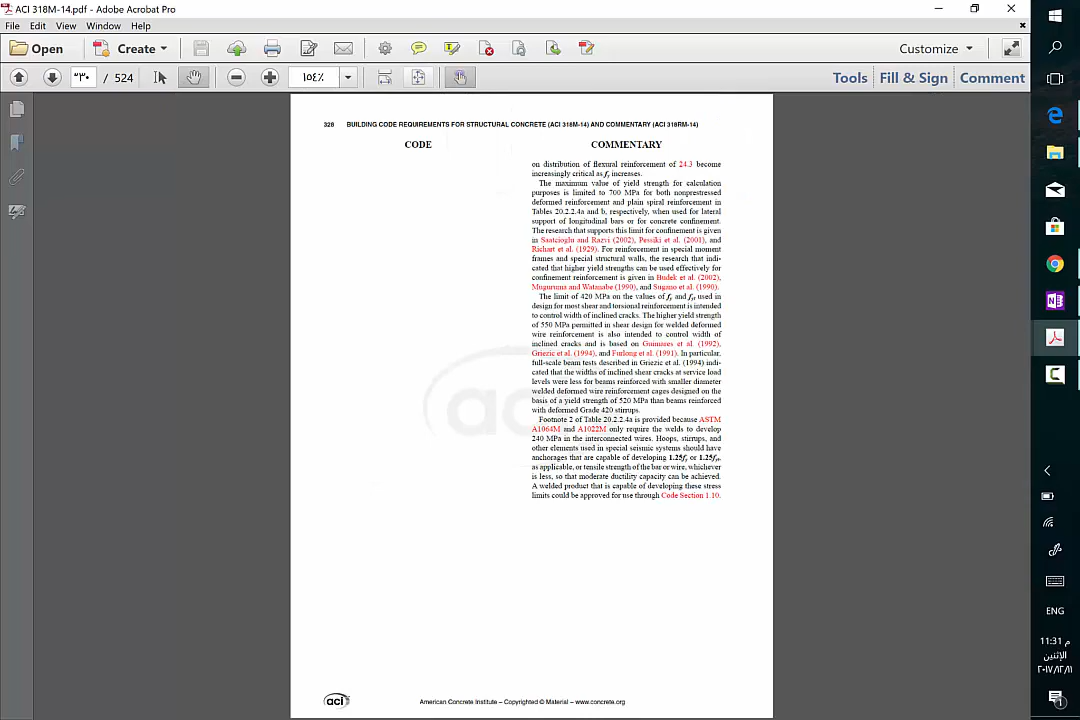 ACI 318M-14.pdf - Adobe Acrobat Pro
File Edit View Window Help
Open Create Customize
/ 524 ١٥٤٪ Tools Fill & Sign Comment
328 BUILDING CODE REQUIREMENTS FOR STRUCTURAL CONCRETE (ACI 318M-14) AND COMMENTARY (ACI 318RM-14)
CODE COMMENTARY
on distribution of flexural reinforcement of 24.3 become
increasingly critical as fy increases.
The maximum value of yield strength for calculation
purposes is limited to 700 MPa for both nonprestressed
deformed reinforcement and plain spiral reinforcement in
Tables 20.2.2.4a and b, respectively, when used for lateral
support of longitudinal bars or for concrete confinement.
The research that supports this limit for confinement is given
in Saatcioglu and Razvi (2002), Pessiki et al. (2001), and
Richart et al. (1929). For reinforcement in special moment
frames and special structural walls, the research that indi-
cated that higher yield strengths can be used effectively for
confinement reinforcement is given in Budek et al. (2002),
Muguruma and Watanabe (1990), and Sugano et al. (1990).
The limit of 420 MPa on the values of fy and fyt used in
design for most shear and torsional reinforcement is intended
to control width of inclined cracks. The higher yield strength
of 550 MPa permitted in shear design for welded deformed
wire reinforcement is also intended to control width of
inclined cracks and is based on Guimares et al. (1992),
Griezic et al. (1994), and Furlong et al. (1991). In particular,
full-scale beam tests described in Griezic et al. (1994) indi-
cated that the widths of inclined shear cracks at service load
levels were less for beams reinforced with smaller diameter
welded deformed wire reinforcement cages designed on the
basis of a yield strength of 520 MPa than beams reinforced
with deformed Grade 420 stirrups.
Footnote 2 of Table 20.2.2.4a is provided because ASTM
A1064M and A1022M only require the welds to develop
240 MPa in the interconnected wires. Hoops, stirrups, and
other elements used in special seismic systems should have
anchorages that are capable of developing 1.25fy or 1.25fyt,
as applicable, or tensile strength of the bar or wire, whichever
is less, so that moderate ductility capacity can be achieved.
A welded product that is capable of developing these stress
limits could be approved for use through Code Section 1.10.
aci
aci
American Concrete Institute – Copyrighted © Material – www.concrete.org
ENG
11:31 م
الإثنين
٢٠١٧/١٢/١١
1